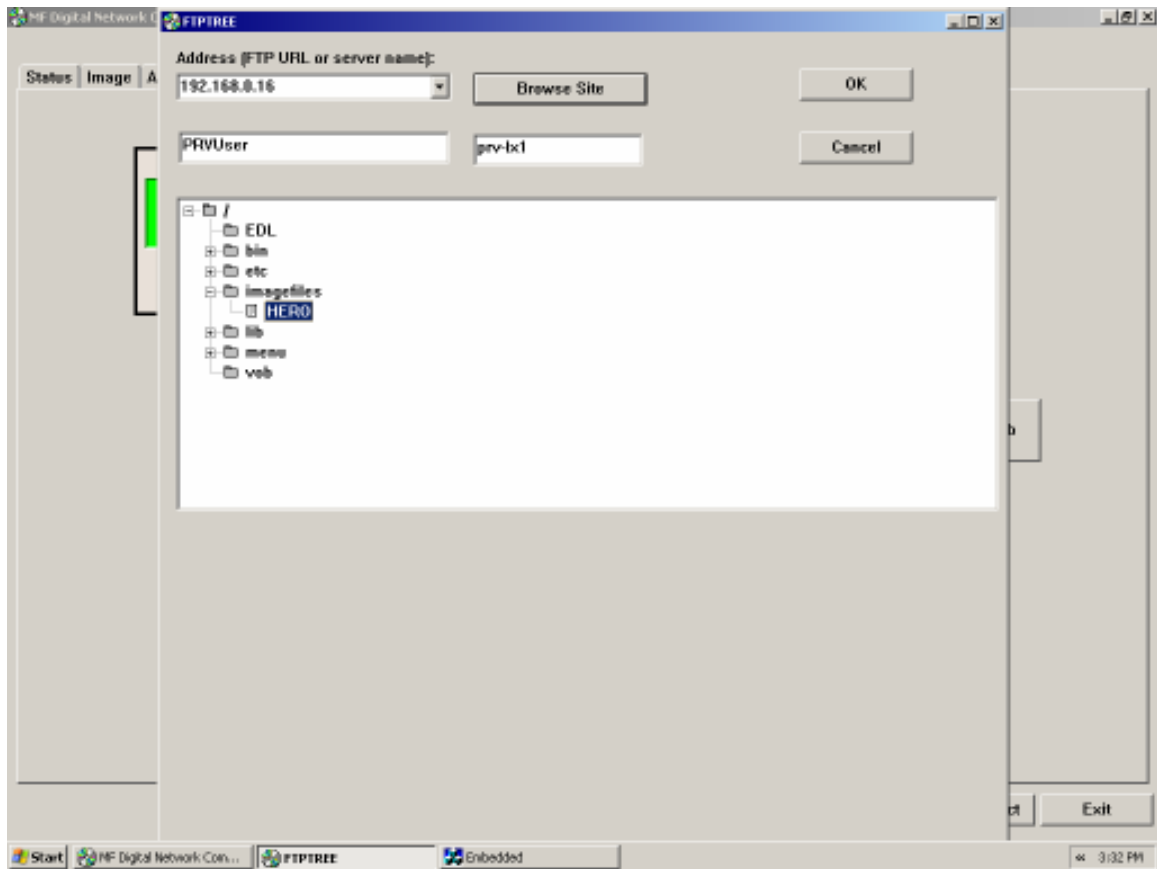 MF Digital Network C
FTPTREE
Address (FTP URL or server name):
Status Image A
192.168.0.16
Browse Site
OK
PRVUser
prv-lx1
Cancel
/
EDL
bin
etc
imagefiles
HERO
lib
menu
vob
b
ct
Exit
Start
MF Digital Network Com...
FTPTREE
Embedded
3:32 PM